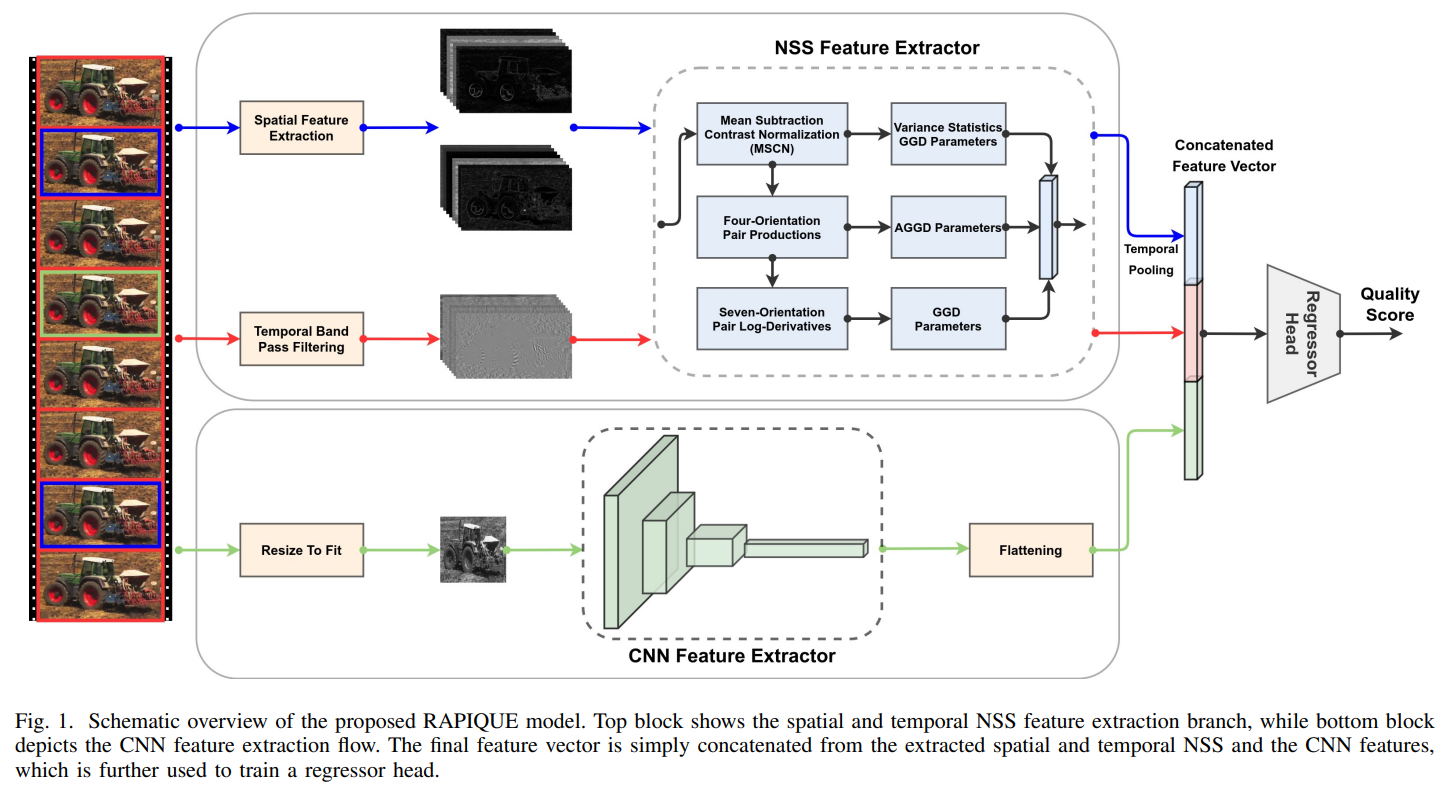 NSS Feature Extractor
Spatial Feature
Extraction
Mean Subtraction
Contrast Normalization
(MSCN)
Variance Statistics
GGD Parameters
Four-Orientation
Pair Productions
AGGD Parameters
Seven-Orientation
Pair Log-Derivatives
GGD
Parameters
Temporal Band
Pass Filtering
Concatenated
Feature Vector
Temporal
Pooling
Regressor
Head
Quality
Score
Resize To Fit
Flattening
CNN Feature Extractor
Fig. 1. Schematic overview of the proposed RAPIQUE model. Top block shows the spatial and temporal NSS feature extraction branch, while bottom block
depicts the CNN feature extraction flow. The final feature vector is simply concatenated from the extracted spatial and temporal NSS and the CNN features,
which is further used to train a regressor head.